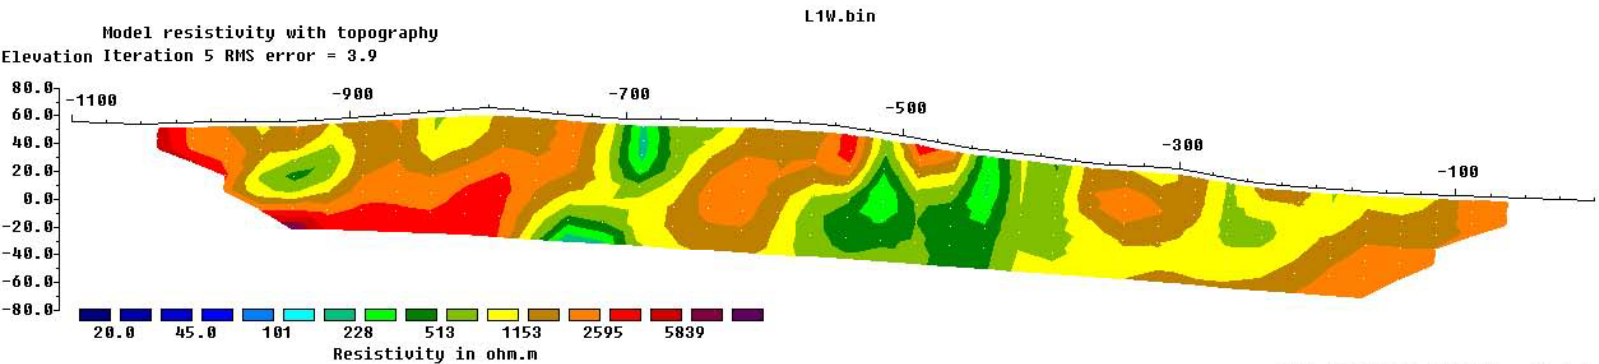 L1W.bin
Model resistivity with topography
Elevation Iteration 5 RMS error = 3.9
80.0
-1100 -900 -700 -500 -300 -100
60.0
40.0
20.0
0.0
-20.0
-40.0
-60.0
-80.0
20.0 45.0 101 228 513 1153 2595 5839
Resistivity in ohm.m